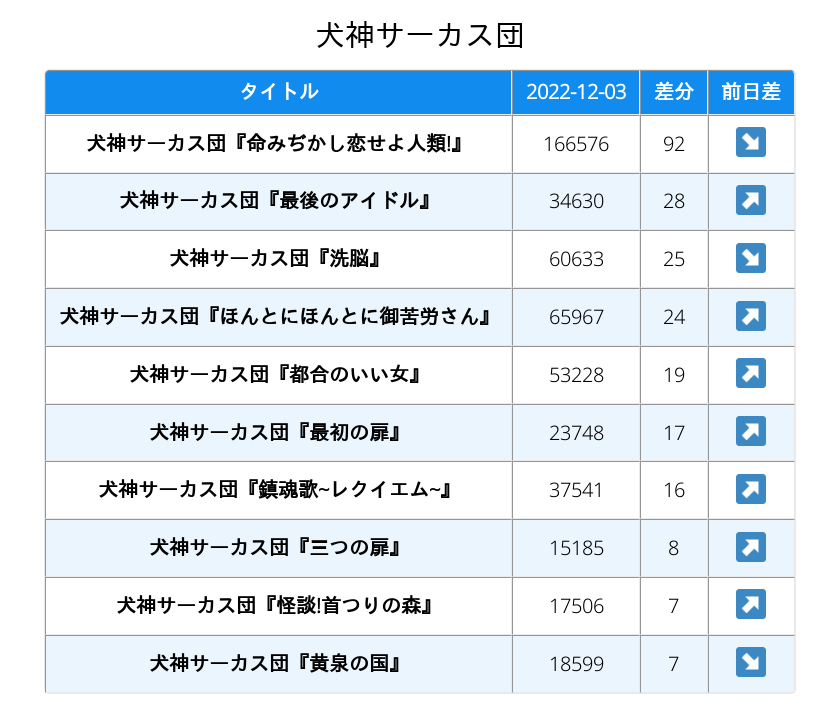 犬神サーカス団
タイトル 2022-12-03 差分 前日差
犬神サーカス団『命みぢかし恋せよ人類!』 166576 92 ↘
犬神サーカス団『最後のアイドル』 34630 28 ↗
犬神サーカス団『洗脳』 60633 25 ↘
犬神サーカス団『ほんとにほんとに御苦労さん』 65967 24 ↗
犬神サーカス団『都合のいい女』 53228 19 ↗
犬神サーカス団『最初の扉』 23748 17 ↗
犬神サーカス団『鎮魂歌~レクイエム~』 37541 16 ↗
犬神サーカス団『三つの扉』 15185 8 ↗
犬神サーカス団『怪談!首つりの森』 17506 7 ↗
犬神サーカス団『黄泉の国』 18599 7 ↘